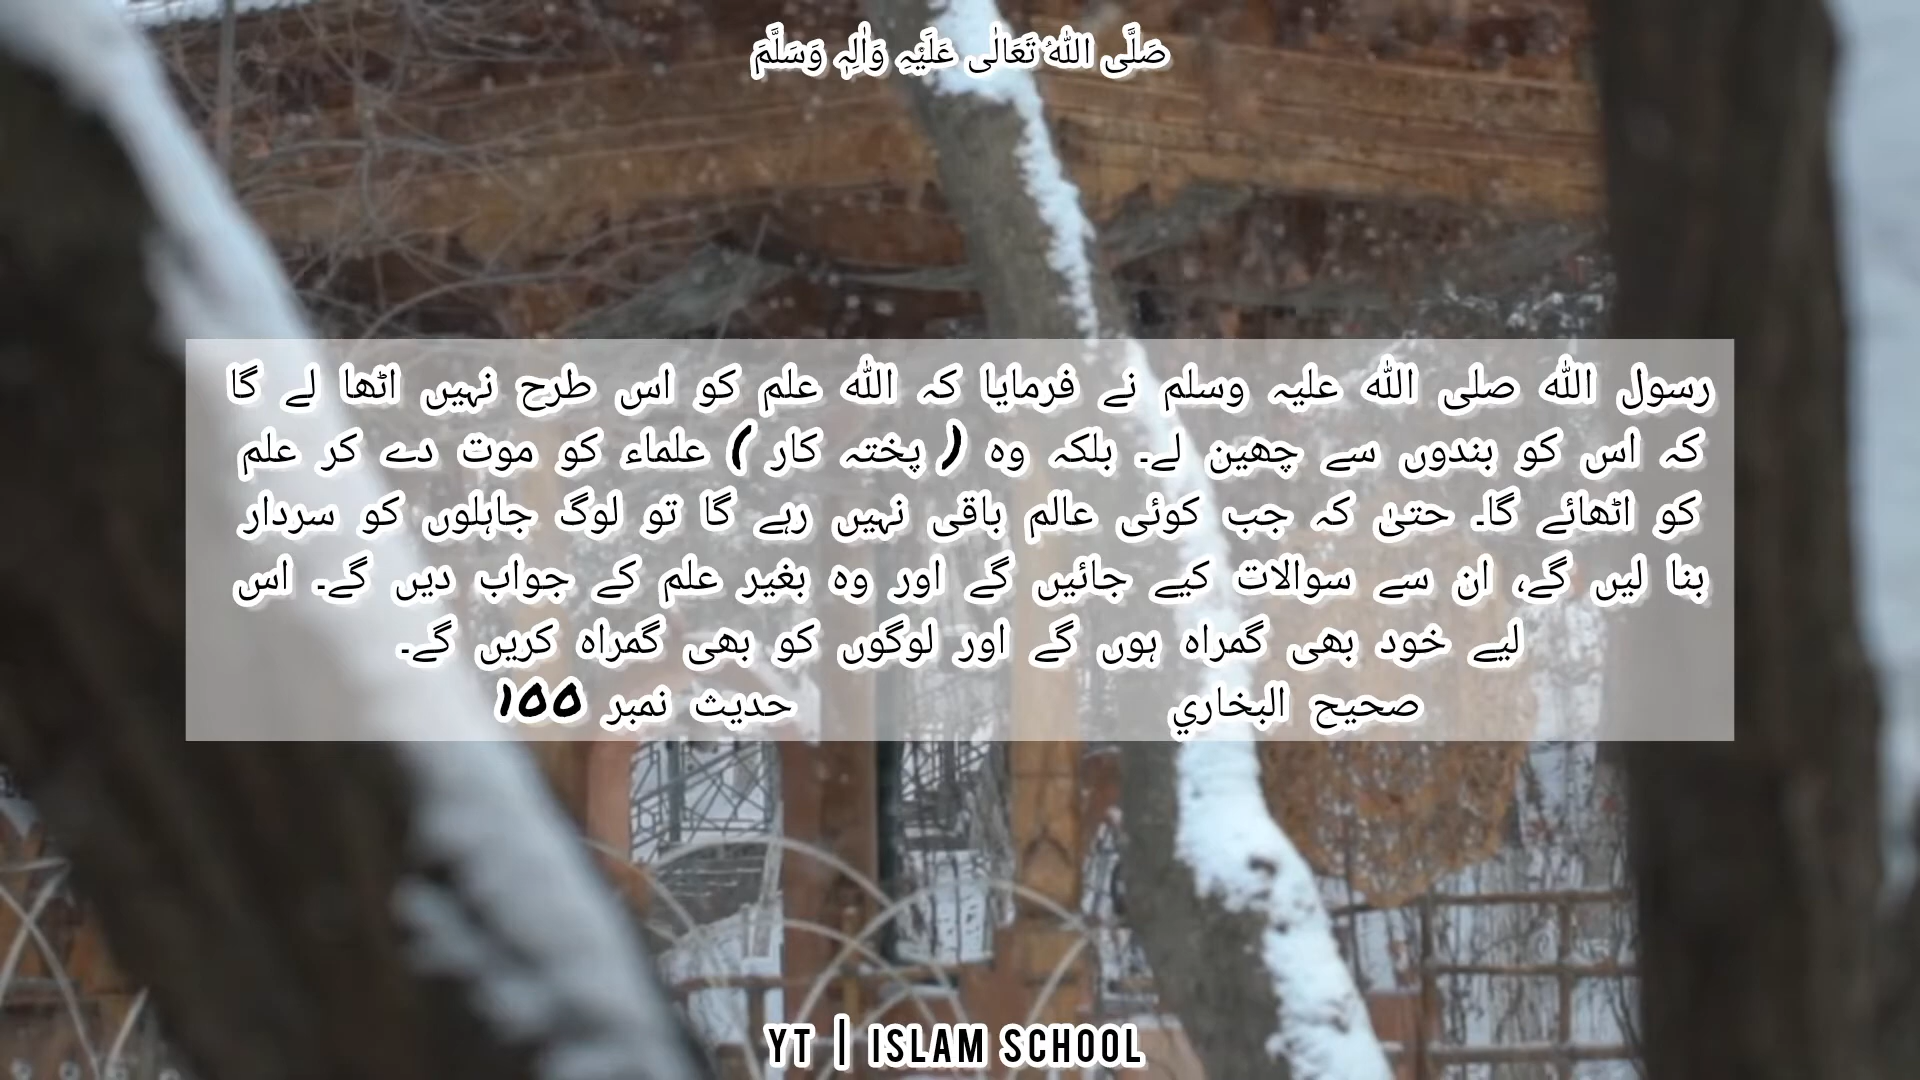 صَلَّی اللّٰہُ تَعَالٰی عَلَیْہِ وَاٰلِہٖ وَسَلَّمَ
رسول اللہ صلی اللہ علیہ وسلم نے فرمایا کہ اللہ علم کو اس طرح نہیں اٹھا لے گا
کہ اس کو بندوں سے چھین لے۔ بلکہ وہ ( پختہ کار ) علماء کو موت دے کر علم
کو اٹھائے گا۔ حتیٰ کہ جب کوئی عالم باقی نہیں رہے گا تو لوگ جاہلوں کو سردار
بنا لیں گے، ان سے سوالات کیے جائیں گے اور وہ بغیر علم کے جواب دیں گے۔ اس
لیے خود بھی گمراہ ہوں گے اور لوگوں کو بھی گمراہ کریں گے۔
صحيح البخاري حدیث نمبر 100
YT | ISLAM SCHOOL